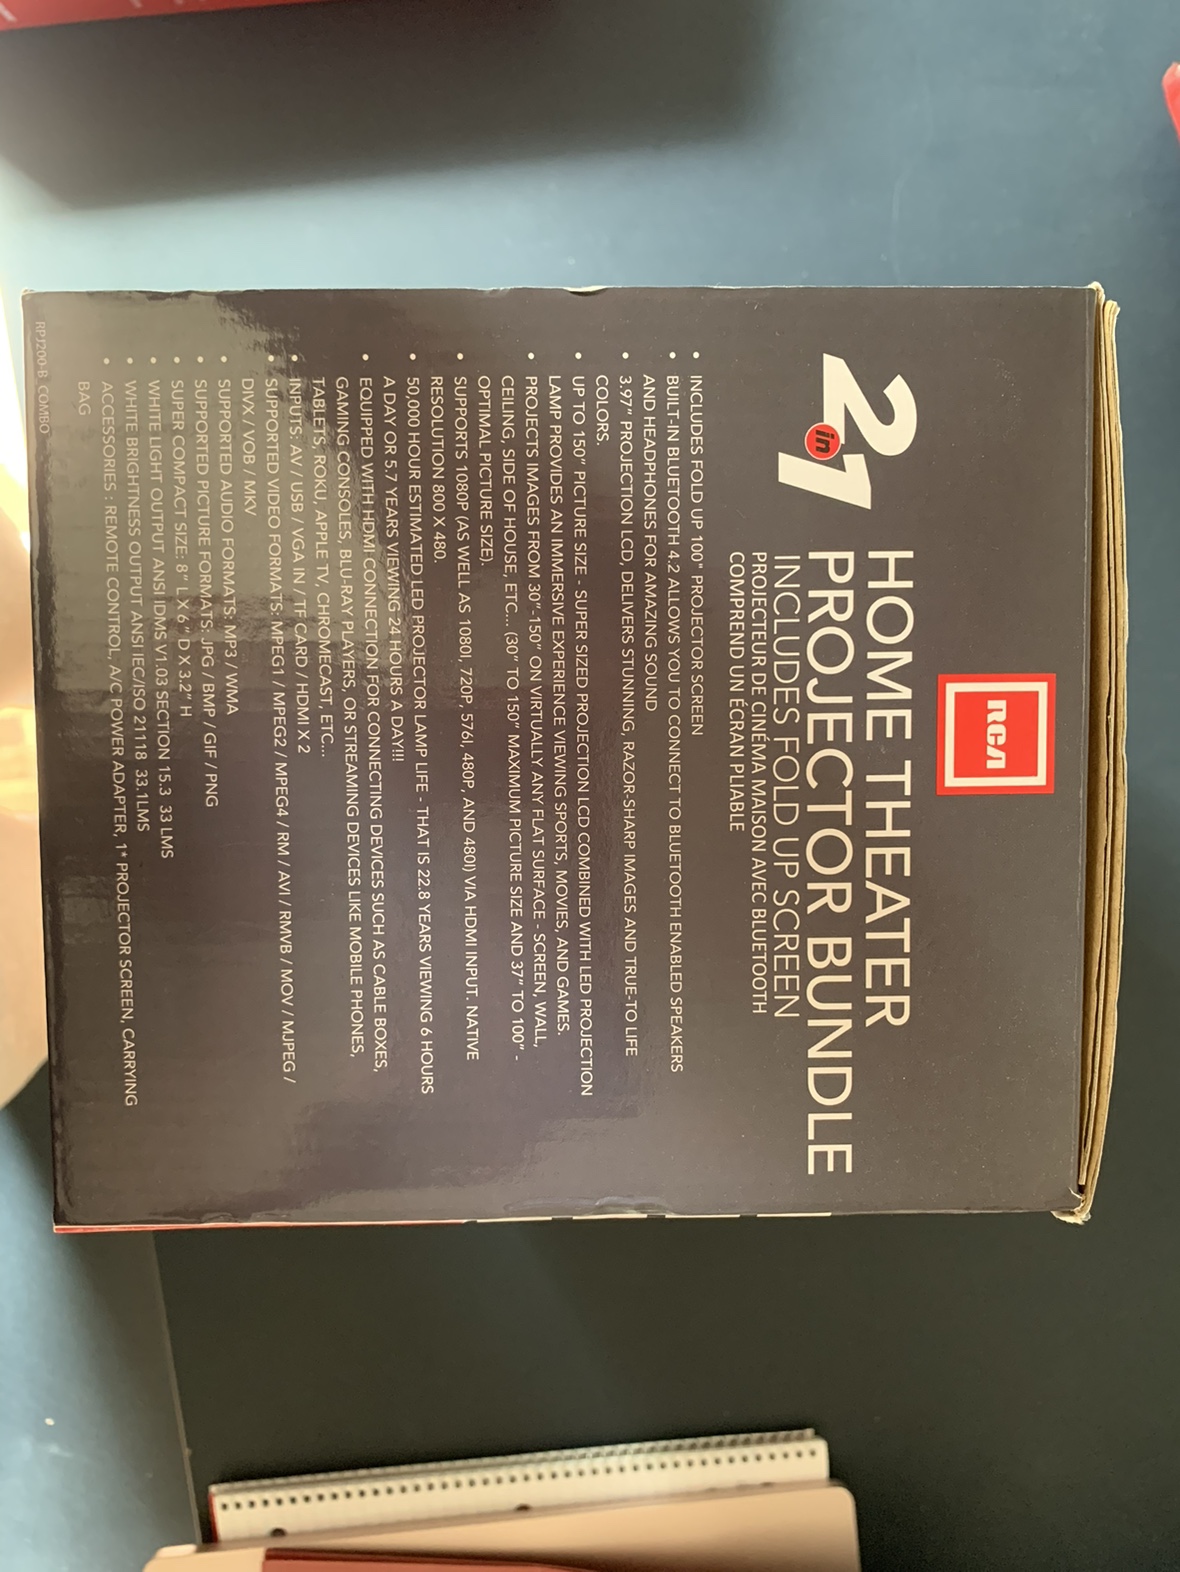 RCA
2in1
HOME THEATER
PROJECTOR BUNDLE
INCLUDES FOLD UP SCREEN
PROJECTEUR DE CINÉMA MAISON AVEC BLUETOOTH
COMPREND UN ÉCRAN PLIABLE
• INCLUDES FOLD UP 100" PROJECTOR SCREEN
• BUILT-IN BLUETOOTH 4.2 ALLOWS YOU TO CONNECT TO BLUETOOTH ENABLED SPEAKERS
AND HEADPHONES FOR AMAZING SOUND
• 3.97" PROJECTION LCD, DELIVERS STUNNING, RAZOR-SHARP IMAGES AND TRUE-TO LIFE
COLORS.
• UP TO 150" PICTURE SIZE - SUPER SIZED PROJECTION LCD COMBINED WITH LED PROJECTION
LAMP PROVIDES AN IMMERSIVE EXPERIENCE VIEWING SPORTS, MOVIES, AND GAMES.
• PROJECTS IMAGES FROM 30"-150" ON VIRTUALLY ANY FLAT SURFACE - SCREEN, WALL,
CEILING, SIDE OF HOUSE, ETC... (30" TO 150" MAXIMUM PICTURE SIZE AND 37" TO 100" -
OPTIMAL PICTURE SIZE).
• SUPPORTS 1080P (AS WELL AS 1080I, 720P, 576I, 480P, AND 480I) VIA HDMI INPUT. NATIVE
RESOLUTION 800 X 480.
• 50,000 HOUR ESTIMATED LED PROJECTOR LAMP LIFE - THAT IS 22.8 YEARS VIEWING 6 HOURS
A DAY OR 5.7 YEARS VIEWING 24 HOURS A DAY!!!
• EQUIPPED WITH HDMI CONNECTION FOR CONNECTING DEVICES SUCH AS CABLE BOXES,
GAMING CONSOLES, BLU-RAY PLAYERS, OR STREAMING DEVICES LIKE MOBILE PHONES,
TABLETS, ROKU, APPLE TV, CHROMECAST, ETC...
• INPUTS: AV / USB / VGA IN / TF CARD / HDMI X 2
• SUPPORTED VIDEO FORMATS: MPEG1 / MPEG2 / MPEG4 / RM / AVI / RMVB / MOV / MJPEG /
DIVX / VOB / MKV
• SUPPORTED AUDIO FORMATS: MP3 / WMA
• SUPPORTED PICTURE FORMATS: JPG / BMP / GIF / PNG
• SUPER COMPACT SIZE: 8" L X 6" D X 3.2" H
• WHITE LIGHT OUTPUT ANSI IDMS V1.03 SECTION 15.3 33 LMS
• WHITE BRIGHTNESS OUTPUT ANSI IEC/ISO 21118 33.1LMS
• ACCESSORIES : REMOTE CONTROL, A/C POWER ADAPTER, 1* PROJECTOR SCREEN, CARRYING
BAG
RPJ200-B_COMBO